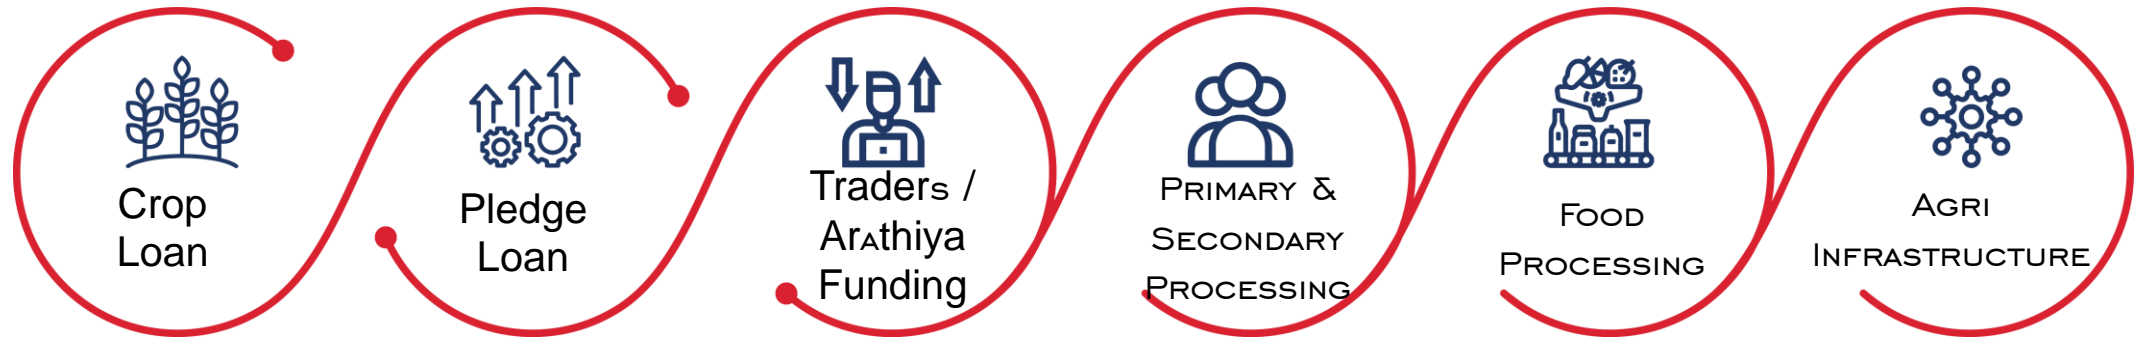 Crop
Loan
Pledge
Loan
Traders /
Arathiya
Funding
Primary &
Secondary
Processing
Food
Processing
Agri
Infrastructure